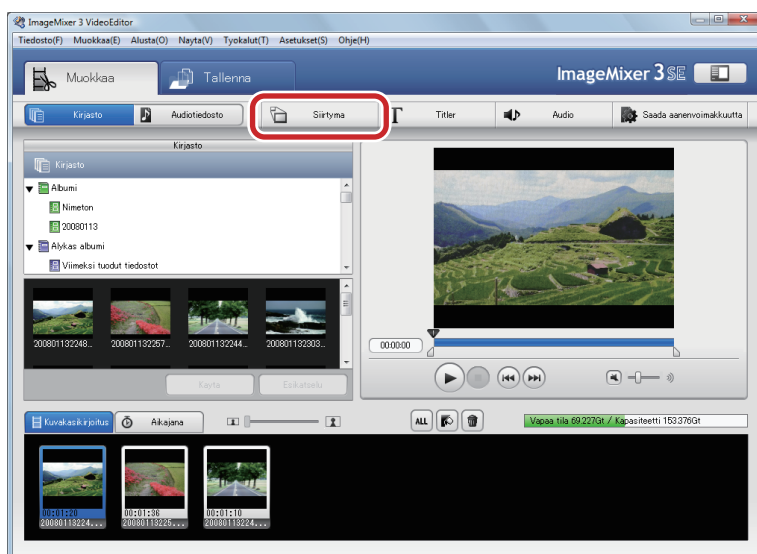 ImageMixer 3 VideoEditor
Tiedosto(F) Muokkaa(E) Alusta(O) Nayta(V) Tyokalut(T) Asetukset(S) Ohje(H)
Muokkaa Tallenna ImageMixer 3 SE
Kirjasto Audiotiedosto Siirtyma T Titler Audio Saada aanenvoimakkuutta
Kirjasto
Kirjasto
Albumi
Nimeton
20080113
Alykas albumi
Viimeksi tuodut tiedostot
200801132248... 200801132257... 200801132244... 200801132303...
00:00:00
Kayta Esikatselu
Kuvakasikirjoitus Aikajana ALL Vapaa tila 69.227Gt / Kapasiteetti 153.376Gt
00:01:20 00:01:36 00:01:10
20080113224... 20080113225... 20080113224...